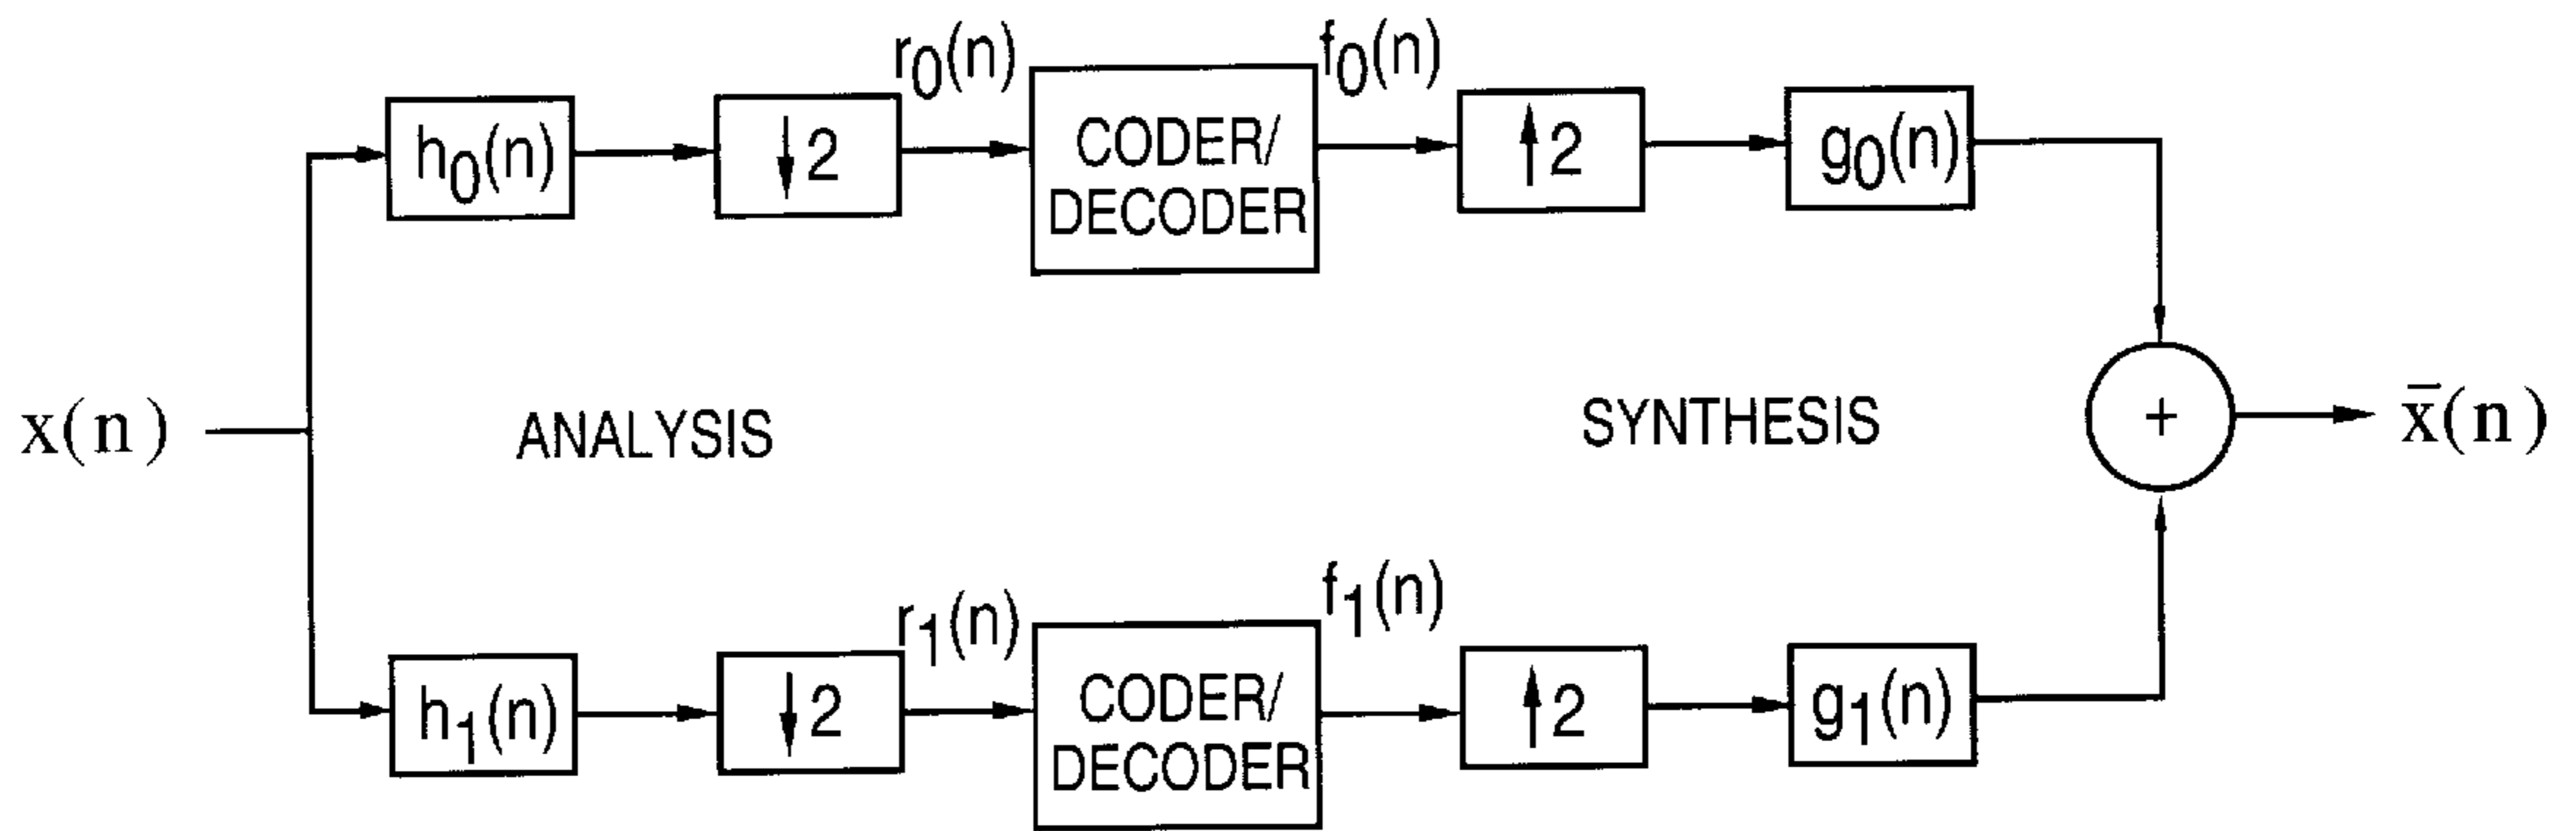 r0(n)
f0(n)
h0(n)
↓2
CODER/
DECODER
↑2
g0(n)
x(n)
ANALYSIS
SYNTHESIS
+
x̄(n)
r1(n)
f1(n)
h1(n)
↓2
CODER/
DECODER
↑2
g1(n)